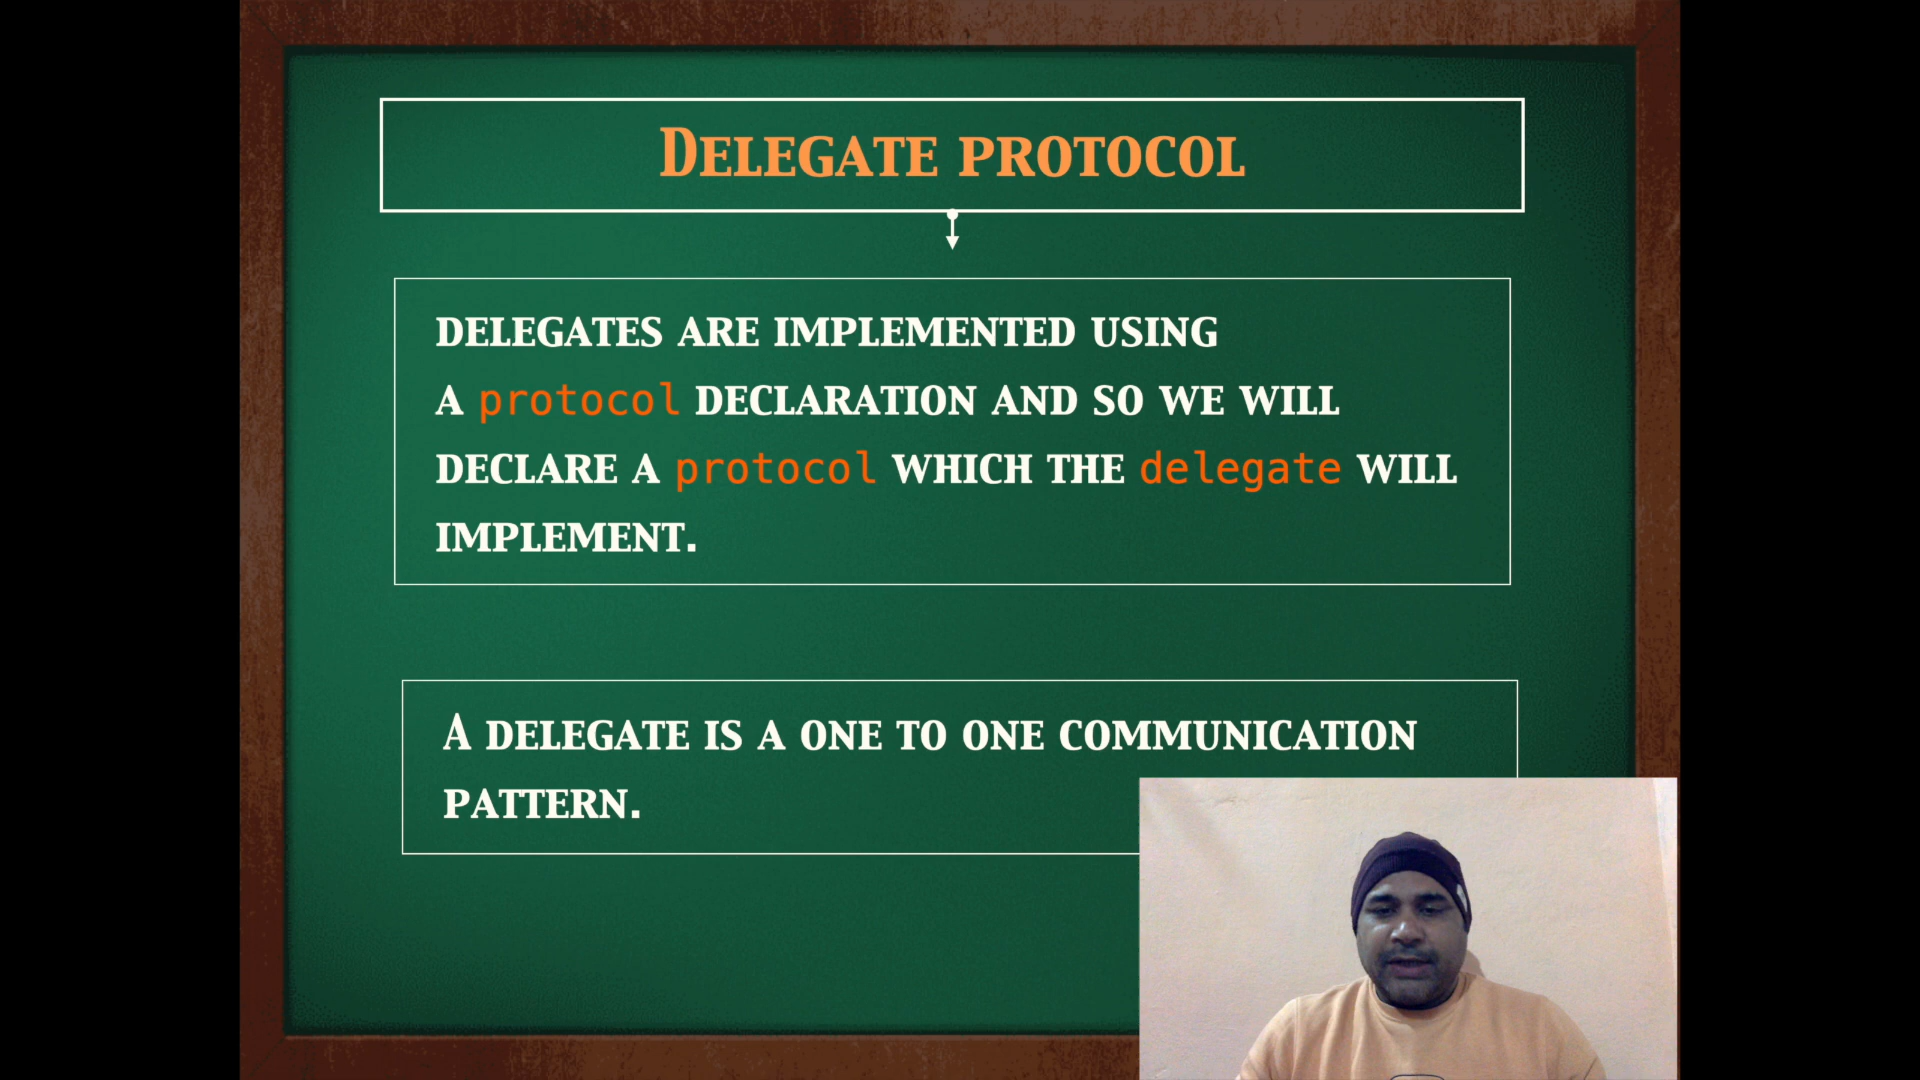 Delegate protocol
delegates are implemented using
a protocol declaration and so we will
declare a protocol which the delegate will
implement.
A delegate is a one to one communication
pattern.